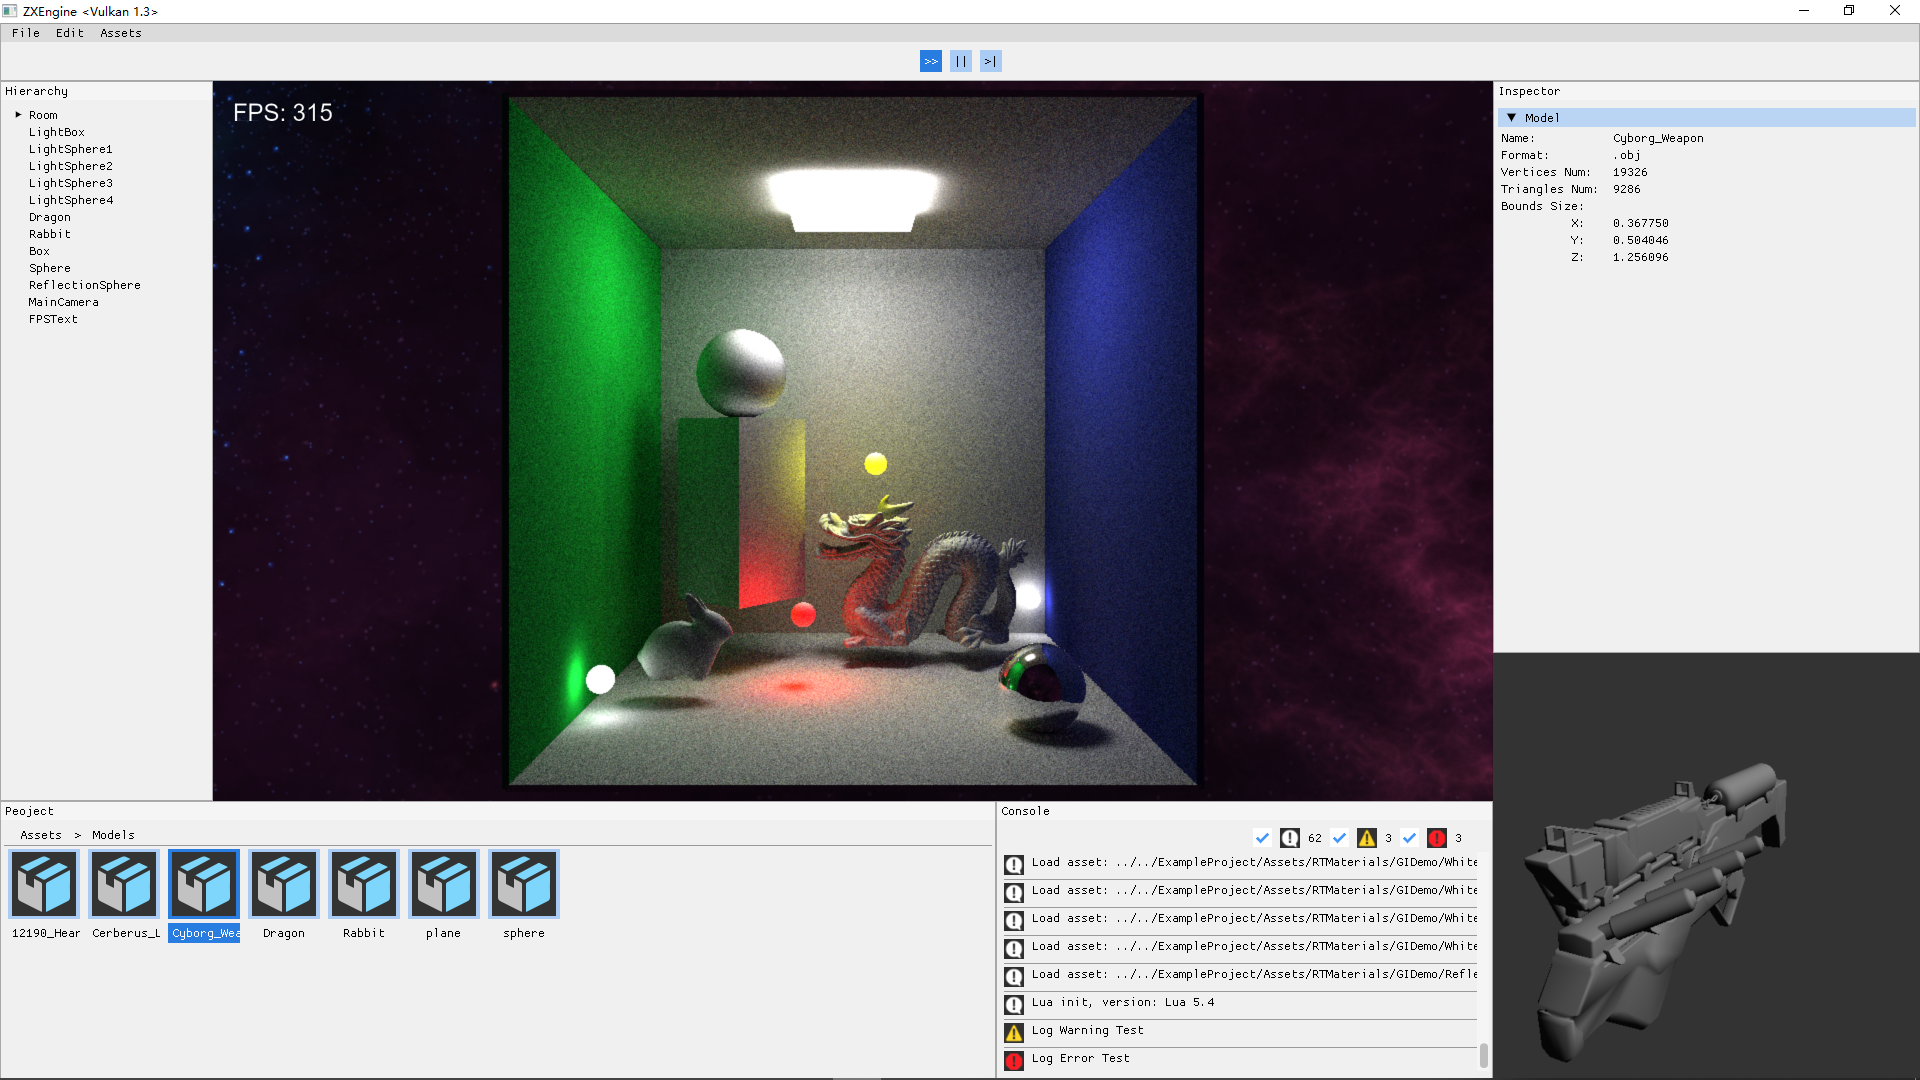 ZXEngine <Vulkan 1.3>
File Edit Assets
>> || >|
Hierarchy
Room
LightBox
LightSphere1
LightSphere2
LightSphere3
LightSphere4
Dragon
Rabbit
Box
Sphere
ReflectionSphere
MainCamera
FPSText
FPS: 315
Inspector
Model
Name: Cyborg_Weapon
Format: .obj
Vertices Num: 19326
Triangles Num: 9286
Bounds Size:
X: 0.367750
Y: 0.504046
Z: 1.256096
Peoject
Assets > Models
12190_Hear Cerberus_L Cyborg_Wea Dragon Rabbit plane sphere
Console
62 3 3
Load asset: ../../ExampleProject/Assets/RTMaterials/GIDemo/White
Load asset: ../../ExampleProject/Assets/RTMaterials/GIDemo/White
Load asset: ../../ExampleProject/Assets/RTMaterials/GIDemo/White
Load asset: ../../ExampleProject/Assets/RTMaterials/GIDemo/White
Load asset: ../../ExampleProject/Assets/RTMaterials/GIDemo/Refle
Lua init, version: Lua 5.4
Log Warning Test
Log Error Test